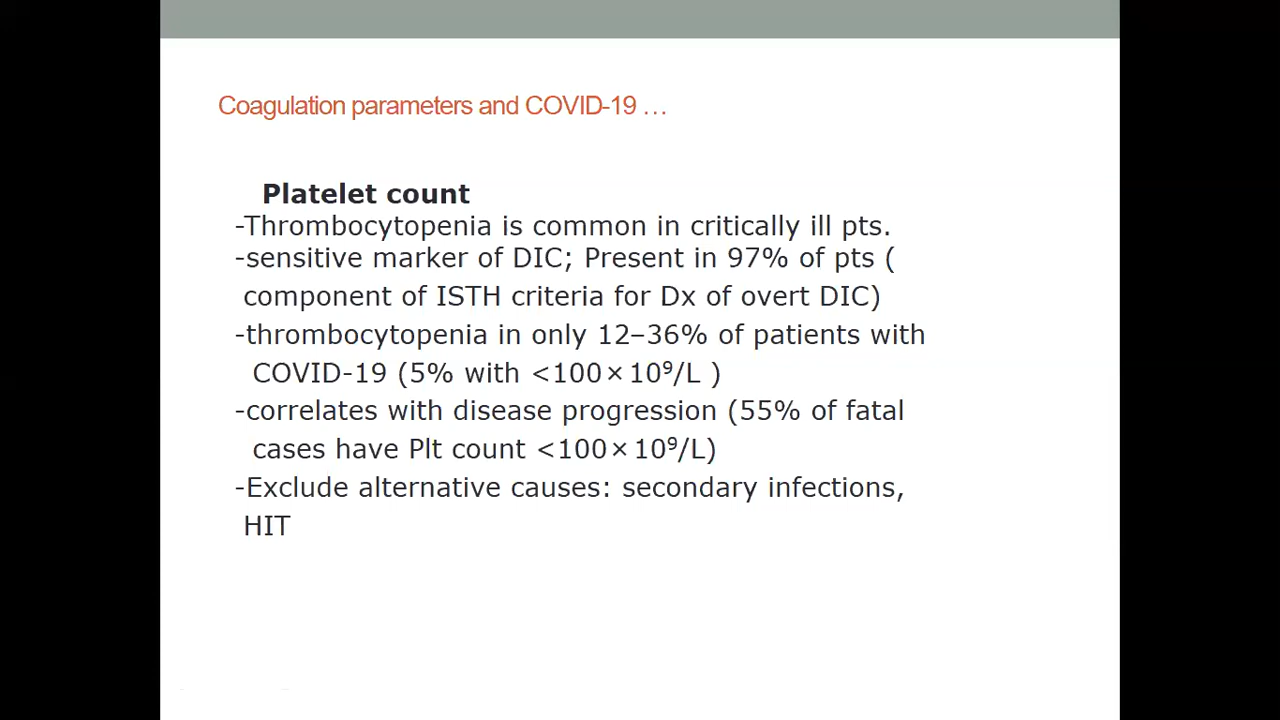 Coagulation parameters and COVID-19 …
Platelet count
-Thrombocytopenia is common in critically ill pts.
-sensitive marker of DIC; Present in 97% of pts (
component of ISTH criteria for Dx of overt DIC)
-thrombocytopenia in only 12–36% of patients with
COVID-19 (5% with <100×10⁹/L )
-correlates with disease progression (55% of fatal
cases have Plt count <100×10⁹/L)
-Exclude alternative causes: secondary infections,
HIT